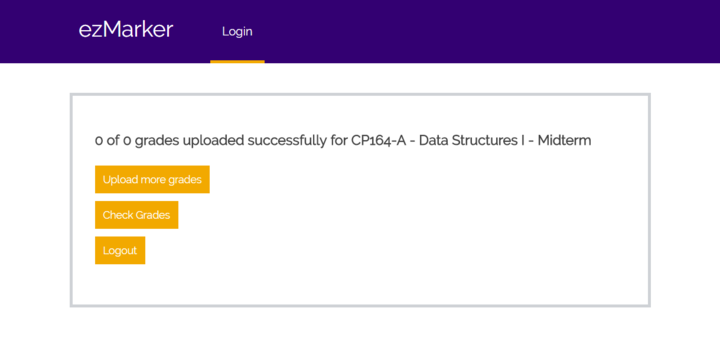 ezMarker
Login
0 of 0 grades uploaded successfully for CP164-A - Data Structures I - Midterm
Upload more grades
Check Grades
Logout